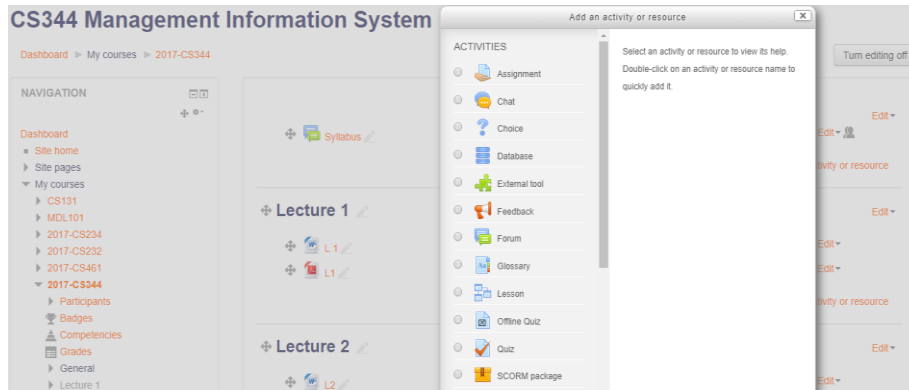 CS344 Management Information System
Dashboard My courses 2017-CS344
Turn editing off
NAVIGATION
Dashboard
Site home
Site pages
My courses
CS131
MDL101
2017-CS234
2017-CS232
2017-CS461
2017-CS344
Participants
Badges
Competencies
Grades
General
Lecture 1
Syllabus
Edit
Edit
ivity or resource
Lecture 1
Edit
L 1
Edit
L1
Edit
ivity or resource
Lecture 2
Edit
L2
Edit
Add an activity or resource
ACTIVITIES
Assignment
Chat
Choice
Database
External tool
Feedback
Forum
Glossary
Lesson
Offline Quiz
Quiz
SCORM package
Select an activity or resource to view its help.
Double-click on an activity or resource name to
quickly add it.